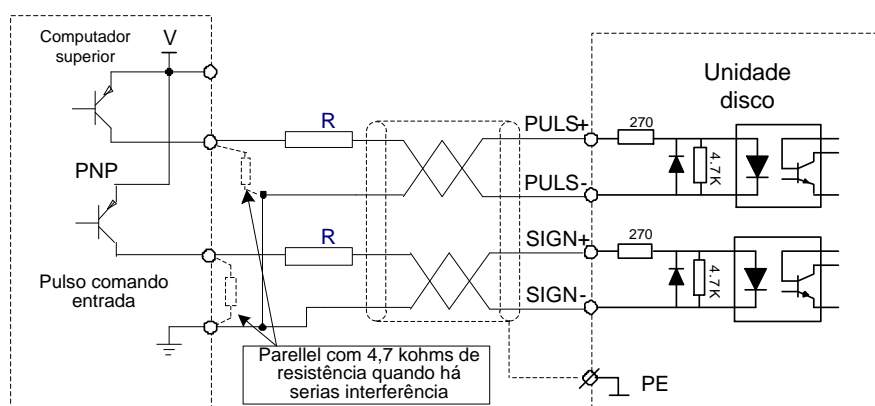 Computador
superior
V
PNP
Pulso comando
entrada
R
R
Parellel com 4,7 kohms de
resistência quando há
serias interferência
PULS+
PULS-
SIGN+
SIGN-
Unidade
disco
270
4.7K
270
4.7K
PE